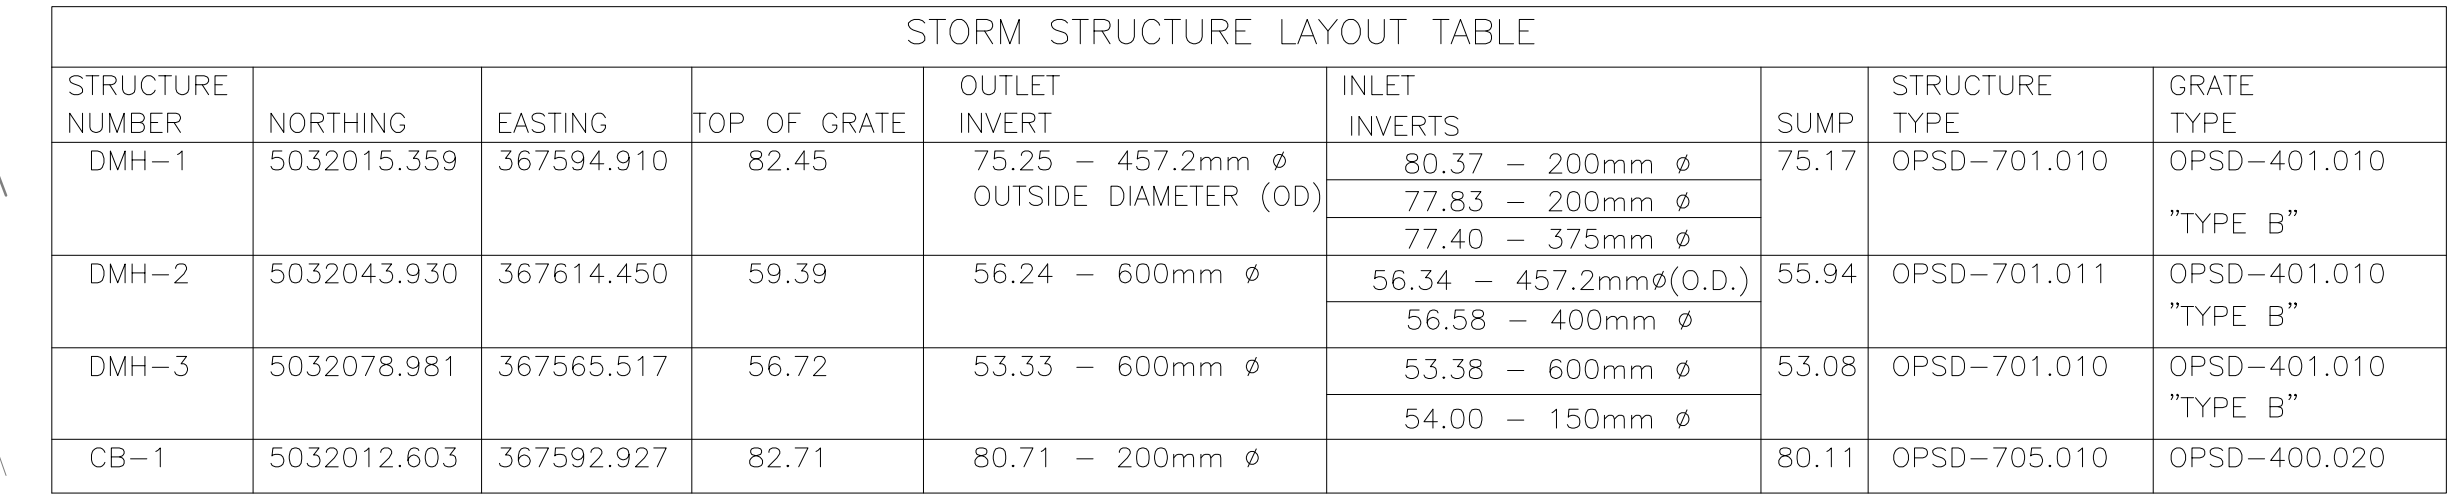 STORM STRUCTURE LAYOUT TABLE
STRUCTURE NUMBER NORTHING EASTING TOP OF GRATE OUTLET INVERT INLET INVERTS SUMP STRUCTURE TYPE GRATE TYPE
DMH-1 5032015.359 367594.910 82.45 75.25 - 457.2mm ø 80.37 - 200mm ø 75.17 OPSD-701.010 OPSD-401.010
OUTSIDE DIAMETER (OD) 77.83 - 200mm ø
77.40 - 375mm ø "TYPE B"
DMH-2 5032043.930 367614.450 59.39 56.24 - 600mm ø 56.34 - 457.2mmø(O.D.) 55.94 OPSD-701.011 OPSD-401.010
56.58 - 400mm ø "TYPE B"
DMH-3 5032078.981 367565.517 56.72 53.33 - 600mm ø 53.38 - 600mm ø 53.08 OPSD-701.010 OPSD-401.010
54.00 - 150mm ø "TYPE B"
CB-1 5032012.603 367592.927 82.71 80.71 - 200mm ø 80.11 OPSD-705.010 OPSD-400.020